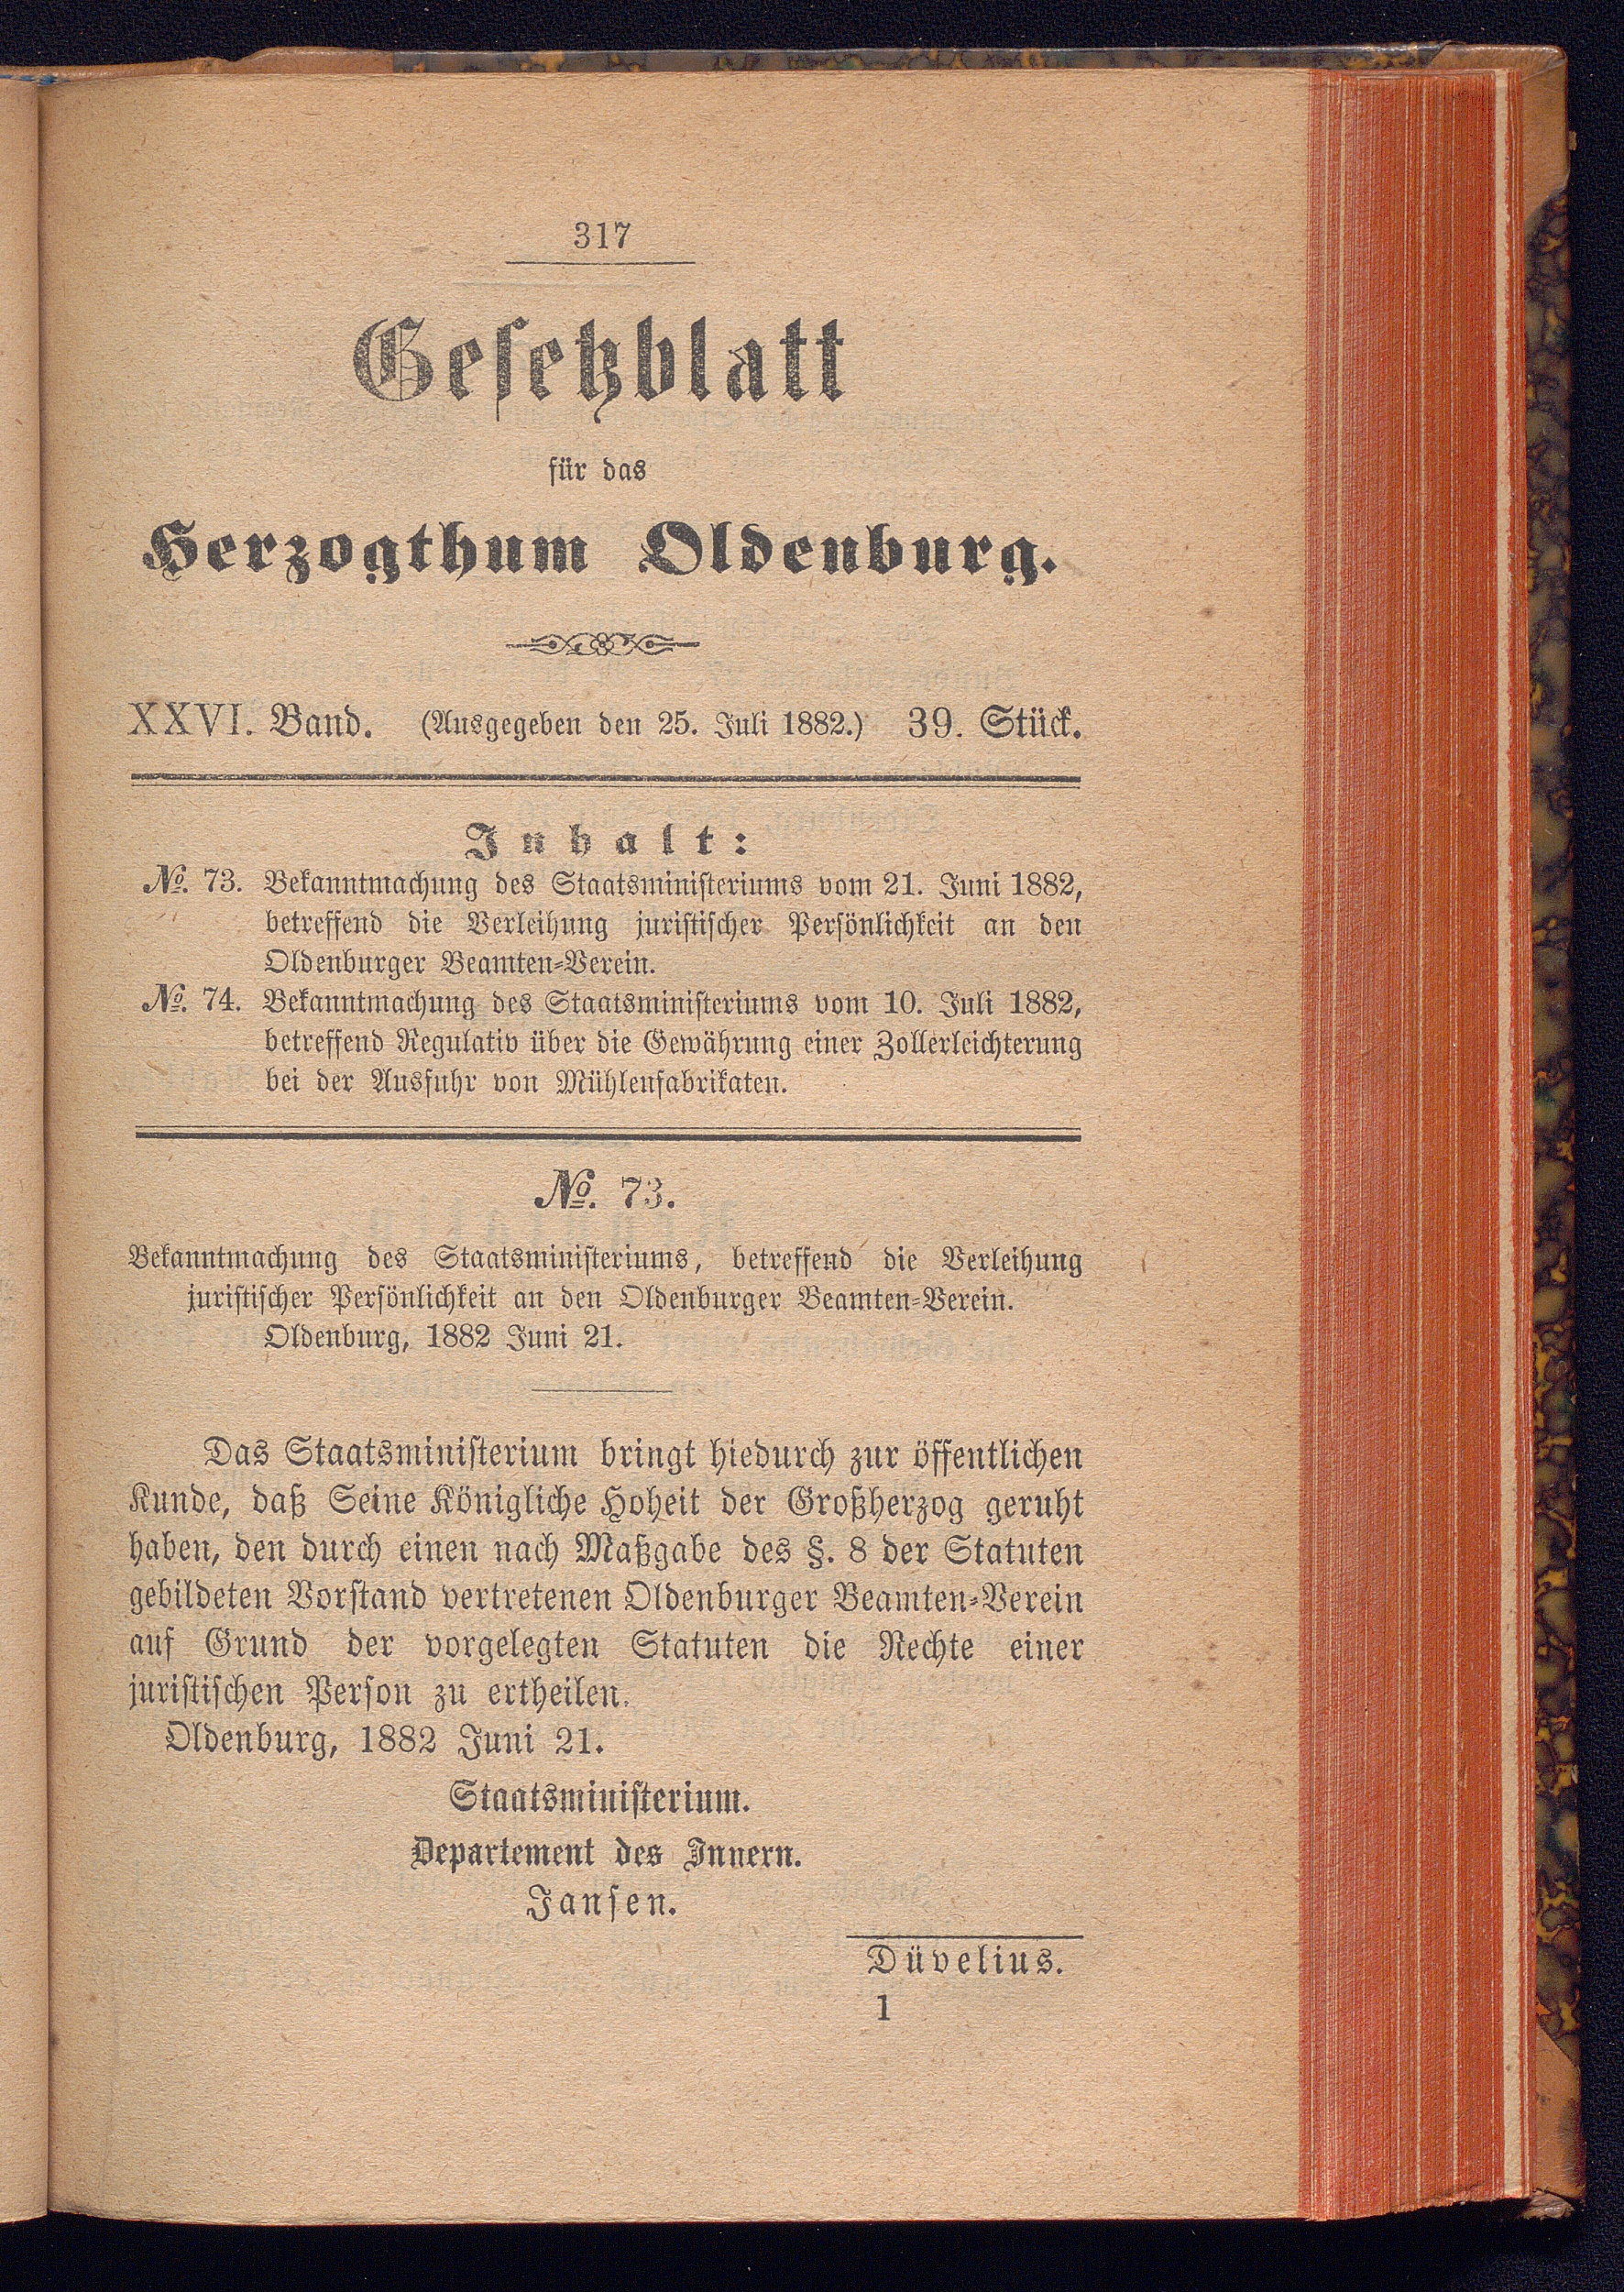 317
Gesetzblatt
für das
Herzogthum Oldenburg.
XXVI. Band. (Ausgegeben den 25. Juli 1882.) 39. Stück.
Inhalt:
№. 73. Bekanntmachung des Staatsministeriums vom 21. Juni 1882,
betreffend die Verleihung juristischer Persönlichkeit an den
Oldenburger Beamten-Verein.
№. 74. Bekanntmachung des Staatsministeriums vom 10. Juli 1882,
betreffend Regulativ über die Gewährung einer Zollerleichterung
bei der Ausfuhr von Mühlenfabrikaten.
№. 73.
Bekanntmachung des Staatsministeriums, betreffend die Verleihung
juristischer Persönlichkeit an den Oldenburger Beamten-Verein.
Oldenburg, 1882 Juni 21.
Das Staatsministerium bringt hiedurch zur öffentlichen
Kunde, daß Seine Königliche Hoheit der Großherzog geruht
haben, den durch einen nach Maßgabe des §. 8 der Statuten
gebildeten Vorstand vertretenen Oldenburger Beamten-Verein
auf Grund der vorgelegten Statuten die Rechte einer
juristischen Person zu ertheilen.
Oldenburg, 1882 Juni 21.
Staatsministerium.
Departement des Innern.
Jansen.
Düvelius.
1